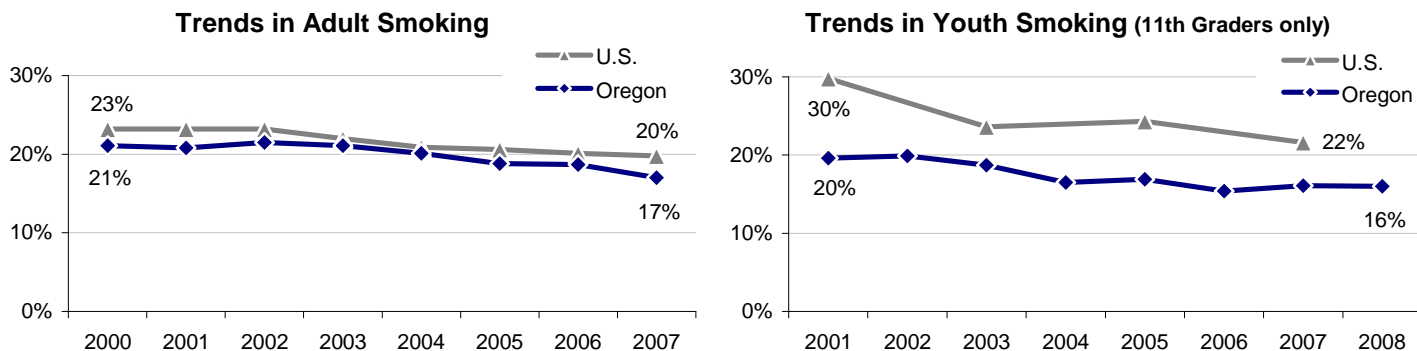 Trends in Adult Smoking
U.S.
Oregon
30%
20%
10%
0%
23%
21%
20%
17%
2000 2001 2002 2003 2004 2005 2006 2007
Trends in Youth Smoking (11th Graders only)
U.S.
Oregon
30%
20%
10%
0%
30%
20%
22%
16%
2001 2002 2003 2004 2005 2006 2007 2008